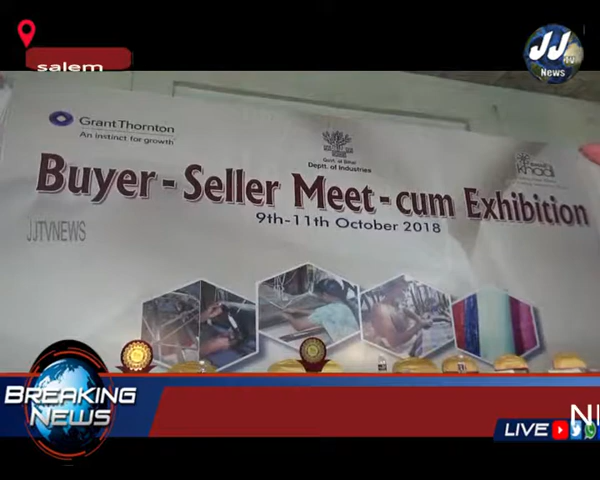 salem
JJ TV
News
Grant Thornton
An instinct for growth
Govt. of Bihar
Deptt. of Industries
khadi
Buyer - Seller Meet - cum Exhibition
9th-11th October 2018
JJTVNEWS
BREAKING
NEWS
LIVE